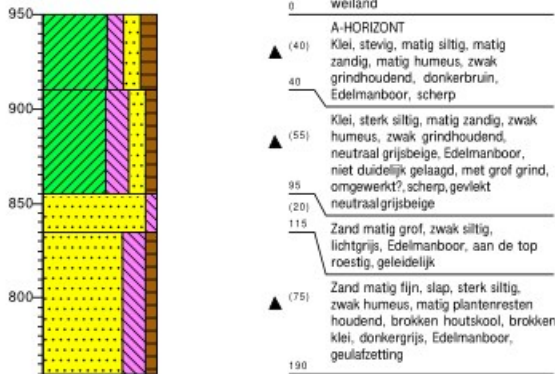 950
900
850
800
0
weiland
A-HORIZONT
(40)
Klei, stevig, matig siltig, matig
zandig, matig humeus, zwak
grindhoudend, donkerbruin,
Edelmanboor, scherp
40
Klei, sterk siltig, matig zandig, zwak
(55)
humeus, zwak grindhoudend,
neutraal grijsbeige, Edelmanboor,
niet duidelijk gelaagd, met grof grind,
omgewerkt?, scherp, gevlekt
neutraalgrijsbeige
95
(20)
115
Zand matig grof, zwak siltig,
lichtgrijs, Edelmanboor, aan de top
roestig, geleidelijk
Zand matig fijn, slap, sterk siltig,
(75)
zwak humeus, matig plantenresten
houdend, brokken houtskool, brokken
klei, donkergrijs, Edelmanboor,
geulafzetting
190